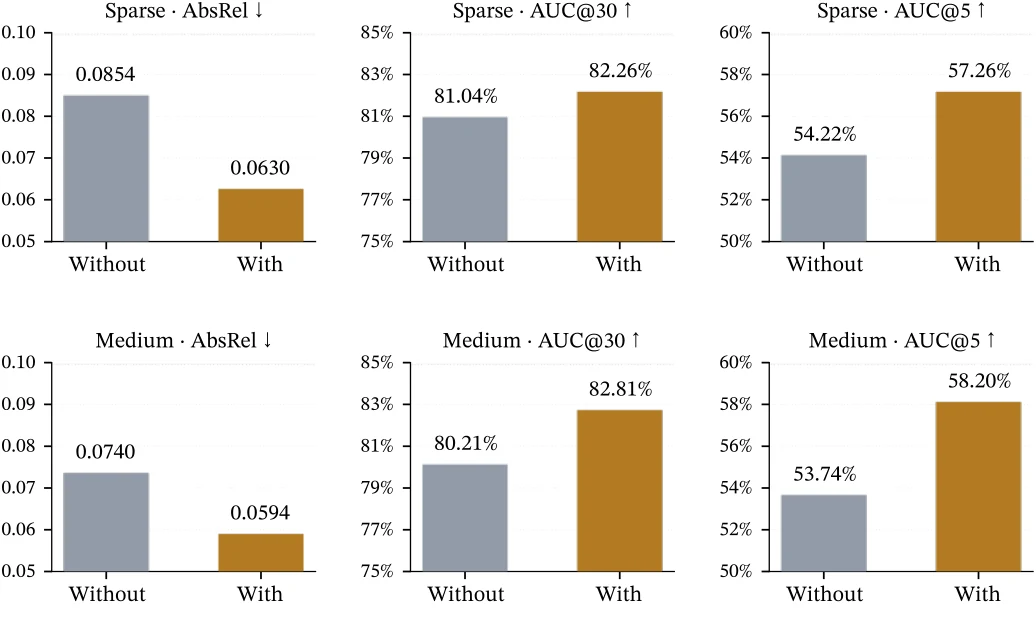 Sparse · AbsRel ↓
0.10
0.09
0.08
0.07
0.06
0.05
0.0854
0.0630
Without
With
Sparse · AUC@30 ↑
85%
83%
81%
79%
77%
75%
81.04%
82.26%
Without
With
Sparse · AUC@5 ↑
60%
58%
56%
54%
52%
50%
54.22%
57.26%
Without
With
Medium · AbsRel ↓
0.10
0.09
0.08
0.07
0.06
0.05
0.0740
0.0594
Without
With
Medium · AUC@30 ↑
85%
83%
81%
79%
77%
75%
80.21%
82.81%
Without
With
Medium · AUC@5 ↑
60%
58%
56%
54%
52%
50%
53.74%
58.20%
Without
With